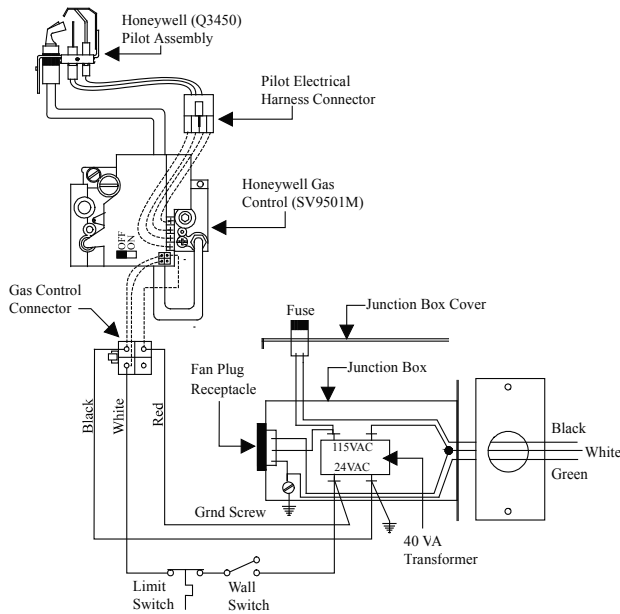 Honeywell (Q3450)
Pilot Assembly
Pilot Electrical
Harness Connector
Honeywell Gas
Control (SV9501M)
OFF
ON
Gas Control
Connector
Fuse
Junction Box Cover
Fan Plug
Receptacle
Junction Box
Black
White
Red
115VAC
24VAC
Black
White
Green
Grnd Screw
40 VA
Transformer
Limit
Switch
Wall
Switch